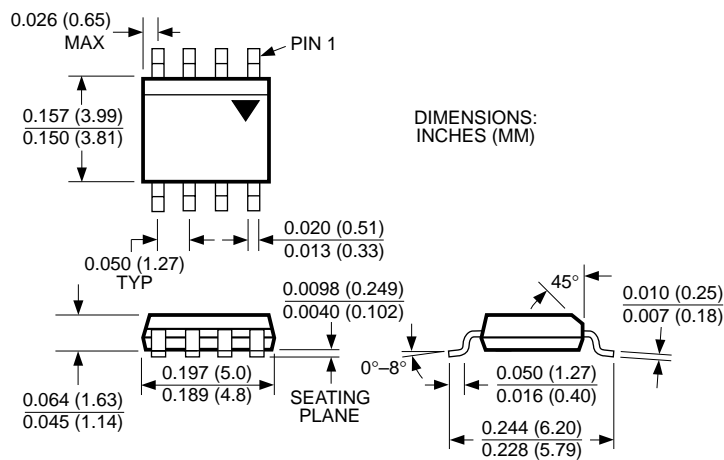 0.026 (0.65)
MAX
PIN 1
0.157 (3.99)
0.150 (3.81)
DIMENSIONS:
INCHES (MM)
0.020 (0.51)
0.013 (0.33)
0.050 (1.27)
TYP
0.0098 (0.249)
0.0040 (0.102)
45°
0.010 (0.25)
0.007 (0.18)
0°–8°
0.064 (1.63)
0.045 (1.14)
0.197 (5.0)
0.189 (4.8)
SEATING
PLANE
0.050 (1.27)
0.016 (0.40)
0.244 (6.20)
0.228 (5.79)